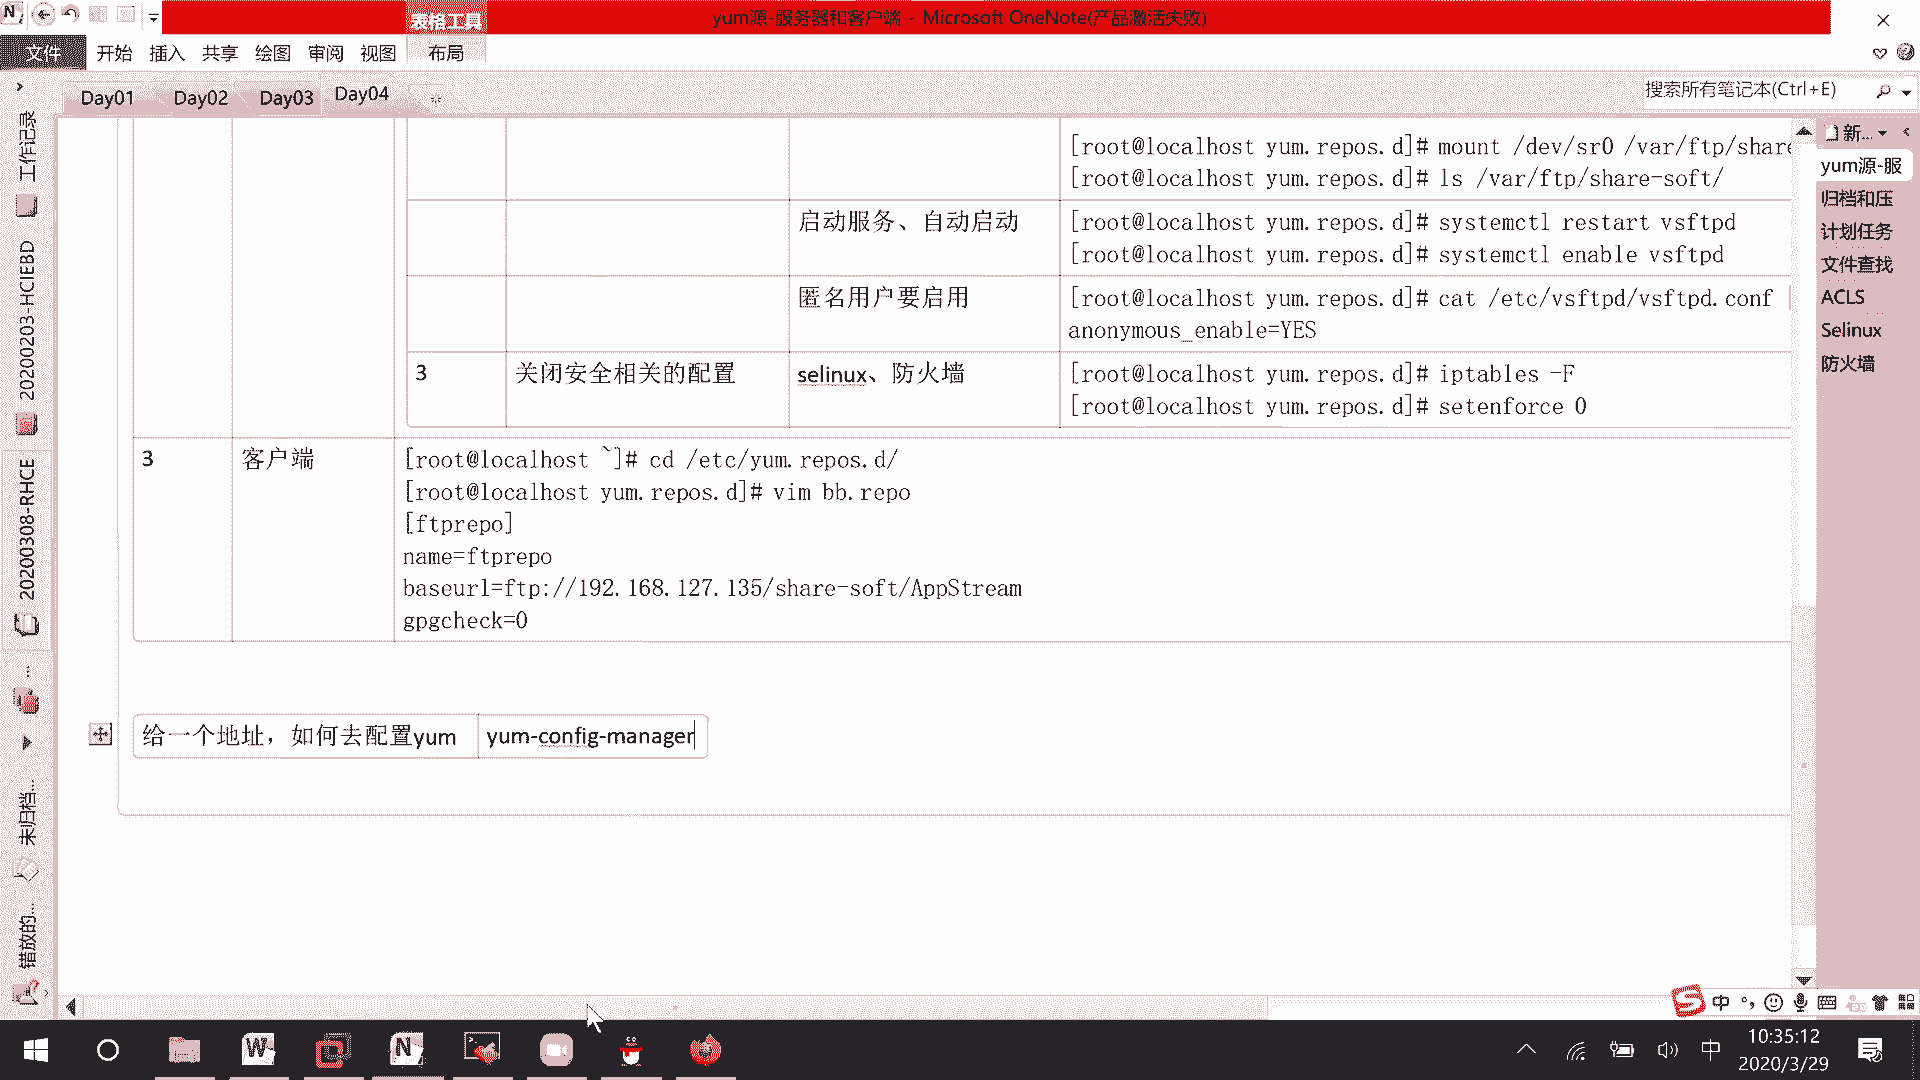 yum源-服务器和客户端 - Microsoft OneNote(产品激活失败)
表格工具
文件 开始 插入 共享 绘图 审阅 视图 布局
Day01 Day02 Day03 Day04
搜索所有笔记本(Ctrl+E)
工作记录
20200203-HCIEBD
20200308-RHCE
...
未归档...
错放的...
[root@localhost yum.repos.d]# mount /dev/sr0 /var/ftp/share
[root@localhost yum.repos.d]# ls /var/ftp/share-soft/
启动服务、自动启动
[root@localhost yum.repos.d]# systemctl restart vsftpd
[root@localhost yum.repos.d]# systemctl enable vsftpd
匿名用户要启用
[root@localhost yum.repos.d]# cat /etc/vsftpd/vsftpd.conf |
anonymous_enable=YES
3 关闭安全相关的配置 selinux、防火墙
[root@localhost yum.repos.d]# iptables -F
[root@localhost yum.repos.d]# setenforce 0
3 客户端
[root@localhost ~]# cd /etc/yum.repos.d/
[root@localhost yum.repos.d]# vim bb.repo
[ftprepo]
name=ftprepo
baseurl=ftp://192.168.127.135/share-soft/AppStream
gpgcheck=0
给一个地址，如何去配置yum yum-config-manager
新...
yum源-服
归档和压
计划任务
文件查找
ACLS
Selinux
防火墙
中
中
10:35:12
2020/3/29